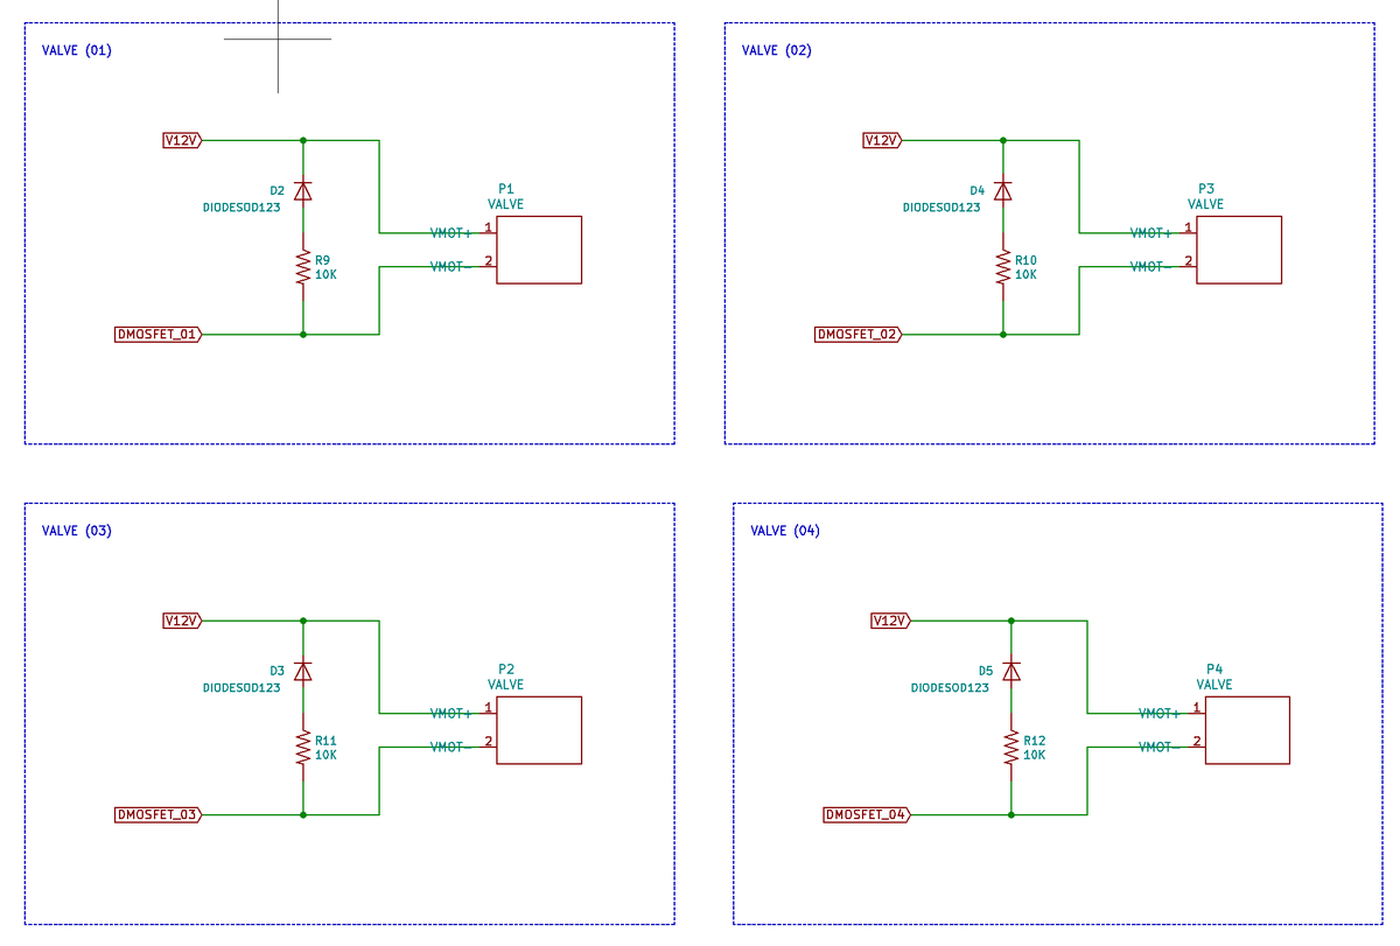 VALVE (01)
V12V
D2
DIODESOD123
R9
10K
DMOSFET_01
P1
VALVE
VMOT+
1
VMOT-
2
VALVE (02)
V12V
D4
DIODESOD123
R10
10K
DMOSFET_02
P3
VALVE
VMOT+
1
VMOT-
2
VALVE (03)
V12V
D3
DIODESOD123
R11
10K
DMOSFET_03
P2
VALVE
VMOT+
1
VMOT-
2
VALVE (04)
V12V
D5
DIODESOD123
R12
10K
DMOSFET_04
P4
VALVE
VMOT+
1
VMOT-
2